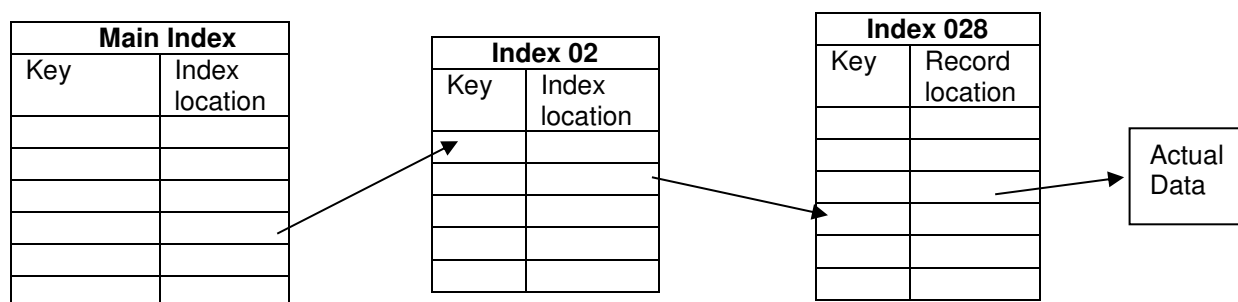 Main Index
Key Index
location
Index 02
Key Index
location
Index 028
Key Record
location
Actual
Data